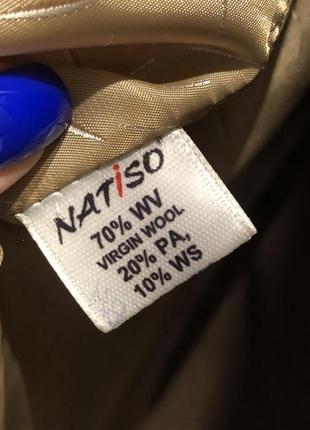 NATiSO
70% WV
VIRGIN WOOL
20% PA,
10% WS